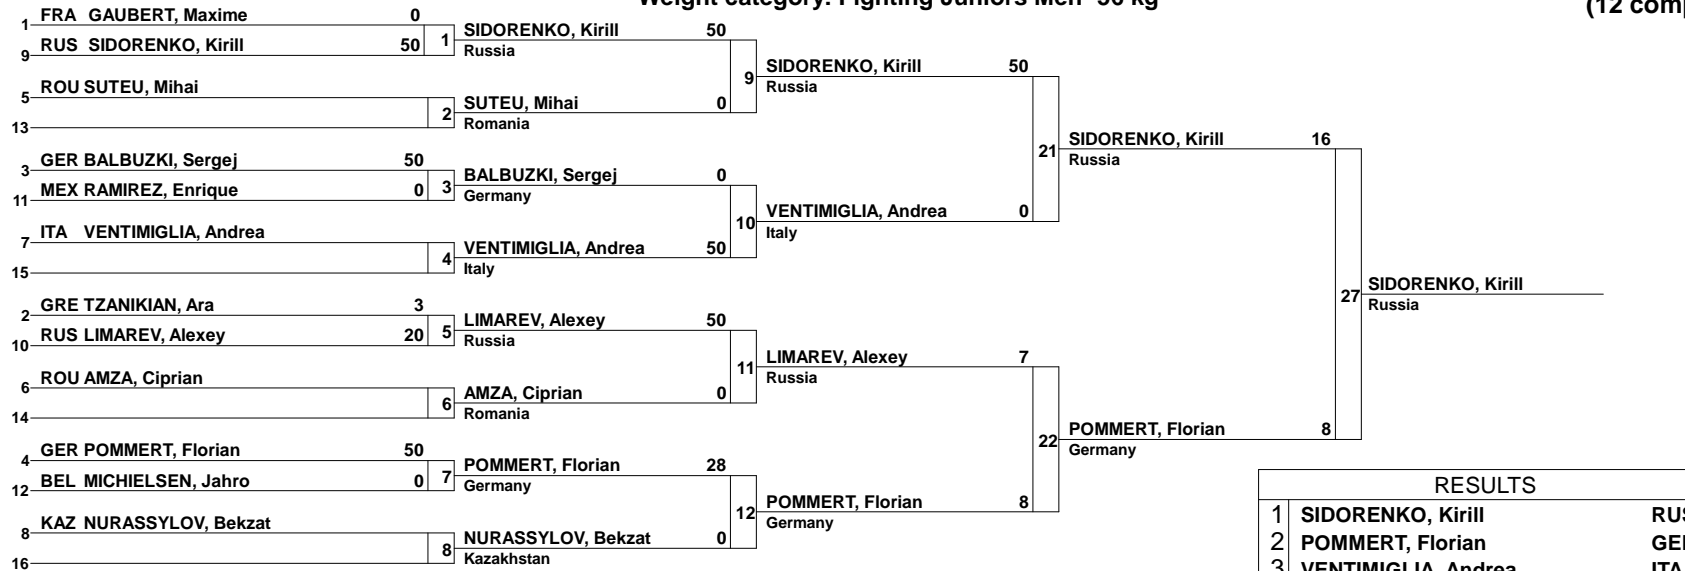 Weight category: Fighting Juniors Men
kg
(12
1 FRA GAUBERT, Maxime 0
9 RUS SIDORENKO, Kirill 50
1 SIDORENKO, Kirill 50
Russia
5 ROU SUTEU, Mihai
13
2 SUTEU, Mihai 0
Romania
9 SIDORENKO, Kirill 50
Russia
3 GER BALBUZKI, Sergej 50
11 MEX RAMIREZ, Enrique 0
3 BALBUZKI, Sergej 0
Germany
7 ITA VENTIMIGLIA, Andrea
15
4 VENTIMIGLIA, Andrea 50
Italy
10 VENTIMIGLIA, Andrea 0
Italy
21 SIDORENKO, Kirill 16
Russia
2 GRE TZANIKIAN, Ara 3
10 RUS LIMAREV, Alexey 20
5 LIMAREV, Alexey 50
Russia
6 ROU AMZA, Ciprian
14
6 AMZA, Ciprian 0
Romania
11 LIMAREV, Alexey 7
Russia
4 GER POMMERT, Florian 50
12 BEL MICHIELSEN, Jahro 0
7 POMMERT, Florian 28
Germany
8 KAZ NURASSYLOV, Bekzat
16
8 NURASSYLOV, Bekzat 0
Kazakhstan
12 POMMERT, Florian 8
Germany
22 POMMERT, Florian 8
Germany
27 SIDORENKO, Kirill
Russia
RESULTS
1 SIDORENKO, Kirill RUS
2 POMMERT, Florian GER
3 VENTIMIGLIA, Andrea ITA